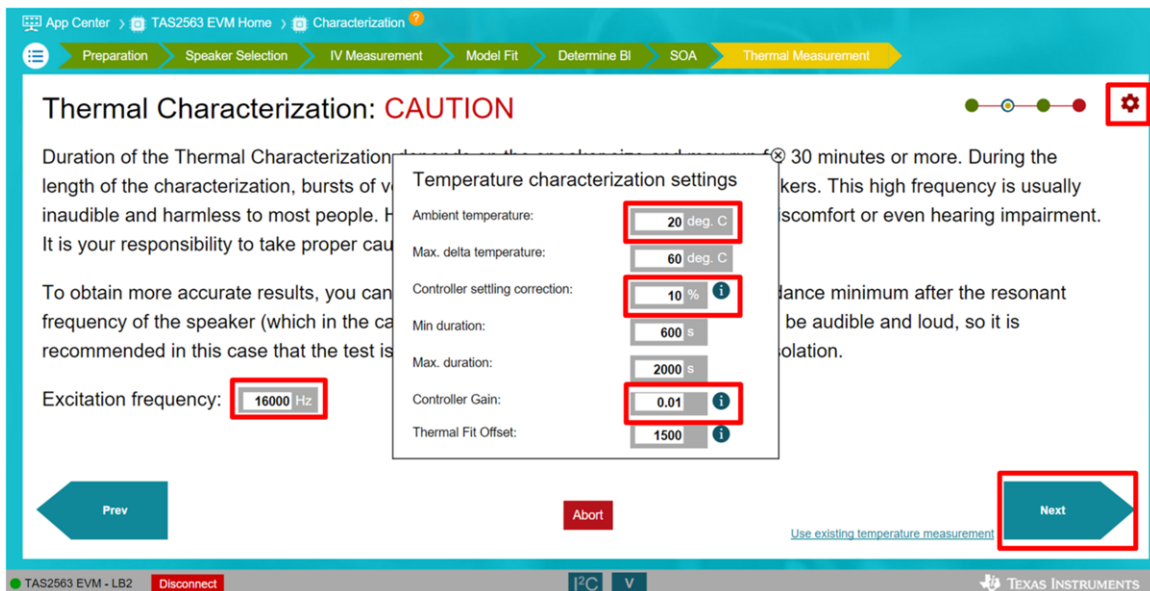 App Center > TAS2563 EVM Home > Characterization ?
Preparation Speaker Selection IV Measurement Model Fit Determine Bl SOA Thermal Measurement
Thermal Characterization: CAUTION
Duration of the Thermal Characterization 30 minutes or more. During the
length of the characterization, bursts of kers. This high frequency is usually
inaudible and harmless to most people. iscomfort or even hearing impairment.
It is your responsibility to take proper cau
To obtain more accurate results, you can dance minimum after the resonant
frequency of the speaker (which in the ca be audible and loud, so it is
recommended in this case that the test is olation.
Temperature characterization settings
Ambient temperature: 20 deg. C
Max. delta temperature: 60 deg. C
Controller settling correction: 10 % i
Min duration: 600 s
Max. duration: 2000 s
Controller Gain: 0.01 i
Thermal Fit Offset: 1500 i
Excitation frequency: 16000 Hz
Prev
Abort
Use existing temperature measurement
Next
TAS2563 EVM - LB2 Disconnect I²C V TEXAS INSTRUMENTS